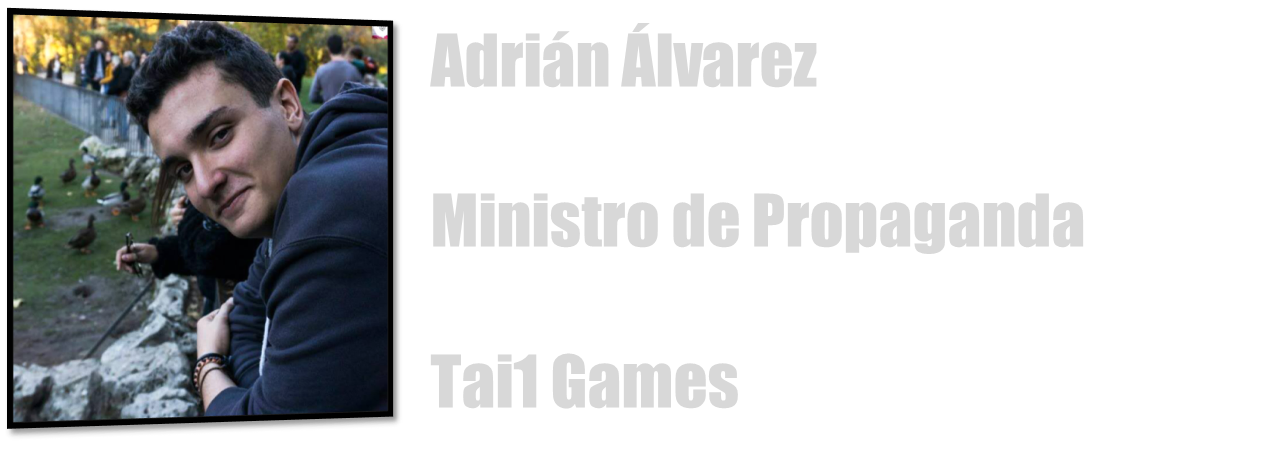 Adrián Álvarez
Ministro de Propaganda
Tai1 Games